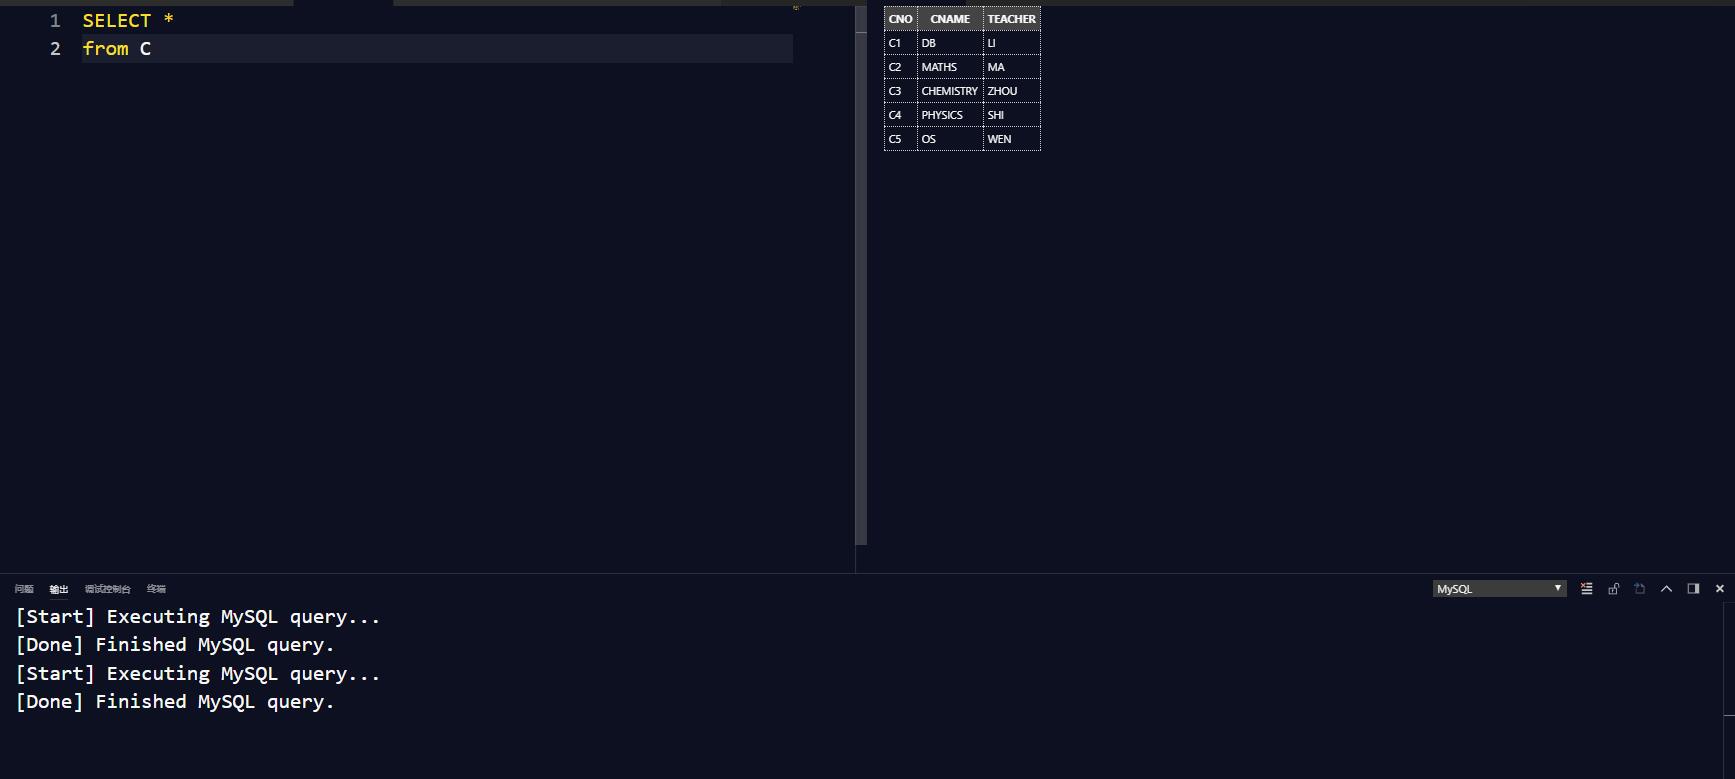 1 SELECT *
2 from C
CNO CNAME TEACHER
C1 DB LI
C2 MATHS MA
C3 CHEMISTRY ZHOU
C4 PHYSICS SHI
C5 OS WEN
问题 输出 调试控制台 终端 MySQL
[Start] Executing MySQL query...
[Done] Finished MySQL query.
[Start] Executing MySQL query...
[Done] Finished MySQL query.